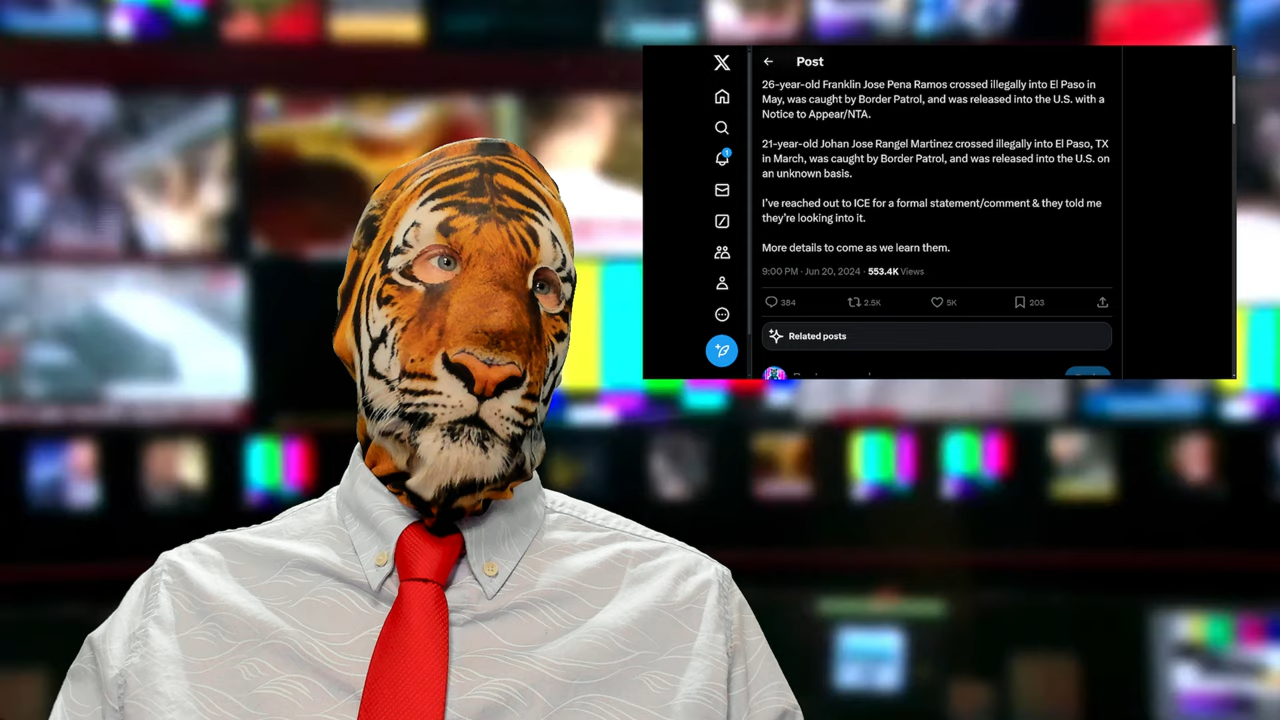 Post
26-year-old Franklin Jose Pena Ramos crossed illegally into El Paso in
May, was caught by Border Patrol, and was released into the U.S. with a
Notice to Appear/NTA.
21-year-old Johan Jose Rangel Martinez crossed illegally into El Paso, TX
in March, was caught by Border Patrol, and was released into the U.S. on
an unknown basis.
I've reached out to ICE for a formal statement/comment & they told me
they're looking into it.
More details to come as we learn them.
9:00 PM · Jun 20, 2024 · 553.4K Views
384 2.5K 5K 203
Related posts